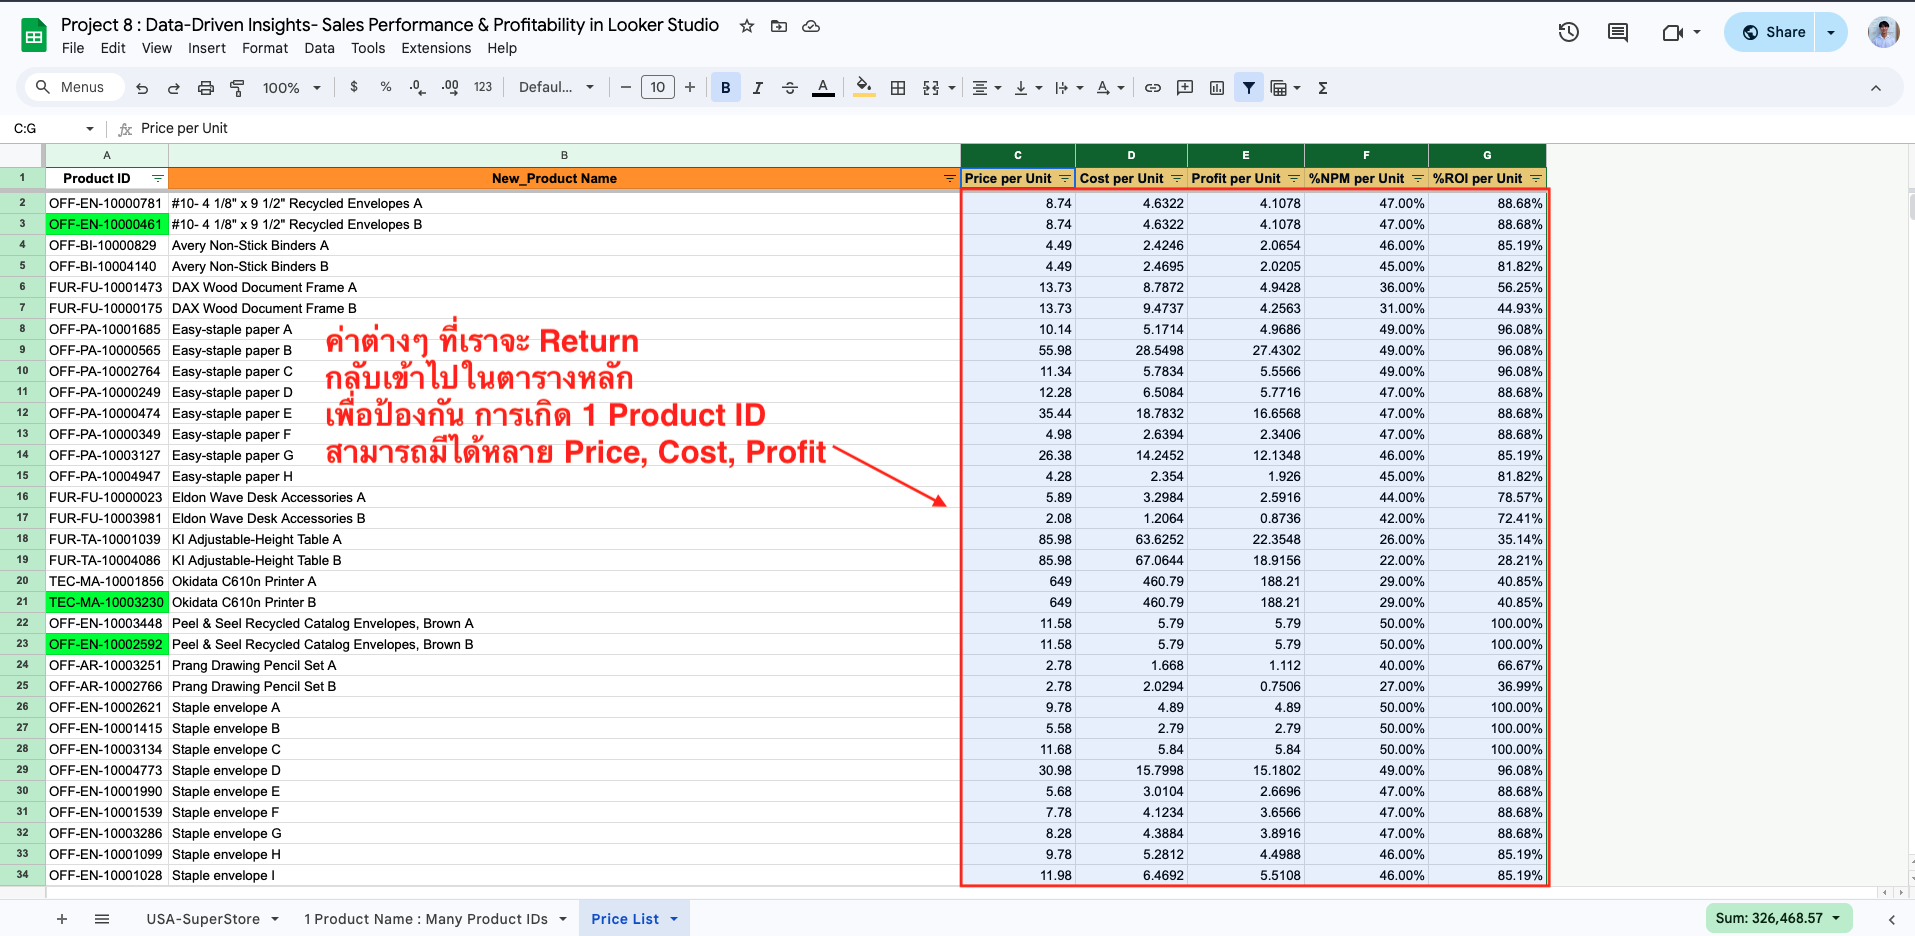 Project 8 : Data-Driven Insights- Sales Performance & Profitability in Looker Studio
File Edit View Insert Format Data Tools Extensions Help
Share
Menus 100% $ % .0 .00 123 Defaul... − 10 + B I A Σ
C:G fx Price per Unit
A B C D E F G
1 Product ID New_Product Name Price per Unit Cost per Unit Profit per Unit %NPM per Unit %ROI per Unit
2 OFF-EN-10000781 #10- 4 1/8" x 9 1/2" Recycled Envelopes A 8.74 4.6322 4.1078 47.00% 88.68%
3 OFF-EN-10000461 #10- 4 1/8" x 9 1/2" Recycled Envelopes B 8.74 4.6322 4.1078 47.00% 88.68%
4 OFF-BI-10000829 Avery Non-Stick Binders A 4.49 2.4246 2.0654 46.00% 85.19%
5 OFF-BI-10004140 Avery Non-Stick Binders B 4.49 2.4695 2.0205 45.00% 81.82%
6 FUR-FU-10001473 DAX Wood Document Frame A 13.73 8.7872 4.9428 36.00% 56.25%
7 FUR-FU-10000175 DAX Wood Document Frame B 13.73 9.4737 4.2563 31.00% 44.93%
8 OFF-PA-10001685 Easy-staple paper A 10.14 5.1714 4.9686 49.00% 96.08%
9 OFF-PA-10000565 Easy-staple paper B 55.98 28.5498 27.4302 49.00% 96.08%
10 OFF-PA-10002764 Easy-staple paper C 11.34 5.7834 5.5566 49.00% 96.08%
11 OFF-PA-10000249 Easy-staple paper D 12.28 6.5084 5.7716 47.00% 88.68%
12 OFF-PA-10000474 Easy-staple paper E 35.44 18.7832 16.6568 47.00% 88.68%
13 OFF-PA-10000349 Easy-staple paper F 4.98 2.6394 2.3406 47.00% 88.68%
14 OFF-PA-10003127 Easy-staple paper G 26.38 14.2452 12.1348 46.00% 85.19%
15 OFF-PA-10004947 Easy-staple paper H 4.28 2.354 1.926 45.00% 81.82%
16 FUR-FU-10000023 Eldon Wave Desk Accessories A 5.89 3.2984 2.5916 44.00% 78.57%
17 FUR-FU-10003981 Eldon Wave Desk Accessories B 2.08 1.2064 0.8736 42.00% 72.41%
18 FUR-TA-10001039 KI Adjustable-Height Table A 85.98 63.6252 22.3548 26.00% 35.14%
19 FUR-TA-10004086 KI Adjustable-Height Table B 85.98 67.0644 18.9156 22.00% 28.21%
20 TEC-MA-10001856 Okidata C610n Printer A 649 460.79 188.21 29.00% 40.85%
21 TEC-MA-10003230 Okidata C610n Printer B 649 460.79 188.21 29.00% 40.85%
22 OFF-EN-10003448 Peel & Seel Recycled Catalog Envelopes, Brown A 11.58 5.79 5.79 50.00% 100.00%
23 OFF-EN-10002592 Peel & Seel Recycled Catalog Envelopes, Brown B 11.58 5.79 5.79 50.00% 100.00%
24 OFF-AR-10003251 Prang Drawing Pencil Set A 2.78 1.668 1.112 40.00% 66.67%
25 OFF-AR-10002766 Prang Drawing Pencil Set B 2.78 2.0294 0.7506 27.00% 36.99%
26 OFF-EN-10002621 Staple envelope A 9.78 4.89 4.89 50.00% 100.00%
27 OFF-EN-10001415 Staple envelope B 5.58 2.79 2.79 50.00% 100.00%
28 OFF-EN-10003134 Staple envelope C 11.68 5.84 5.84 50.00% 100.00%
29 OFF-EN-10004773 Staple envelope D 30.98 15.7998 15.1802 49.00% 96.08%
30 OFF-EN-10001990 Staple envelope E 5.68 3.0104 2.6696 47.00% 88.68%
31 OFF-EN-10001539 Staple envelope F 7.78 4.1234 3.6566 47.00% 88.68%
32 OFF-EN-10003286 Staple envelope G 8.28 4.3884 3.8916 47.00% 88.68%
33 OFF-EN-10001099 Staple envelope H 9.78 5.2812 4.4988 46.00% 85.19%
34 OFF-EN-10001028 Staple envelope I 11.98 6.4692 5.5108 46.00% 85.19%
ค่าต่างๆ ที่เราจะ Return
กลับเข้าไปในตารางหลัก
เพื่อป้องกัน การเกิด 1 Product ID
สามารถมีได้หลาย Price, Cost, Profit
USA-SuperStore 1 Product Name : Many Product IDs Price List Sum: 326,468.57